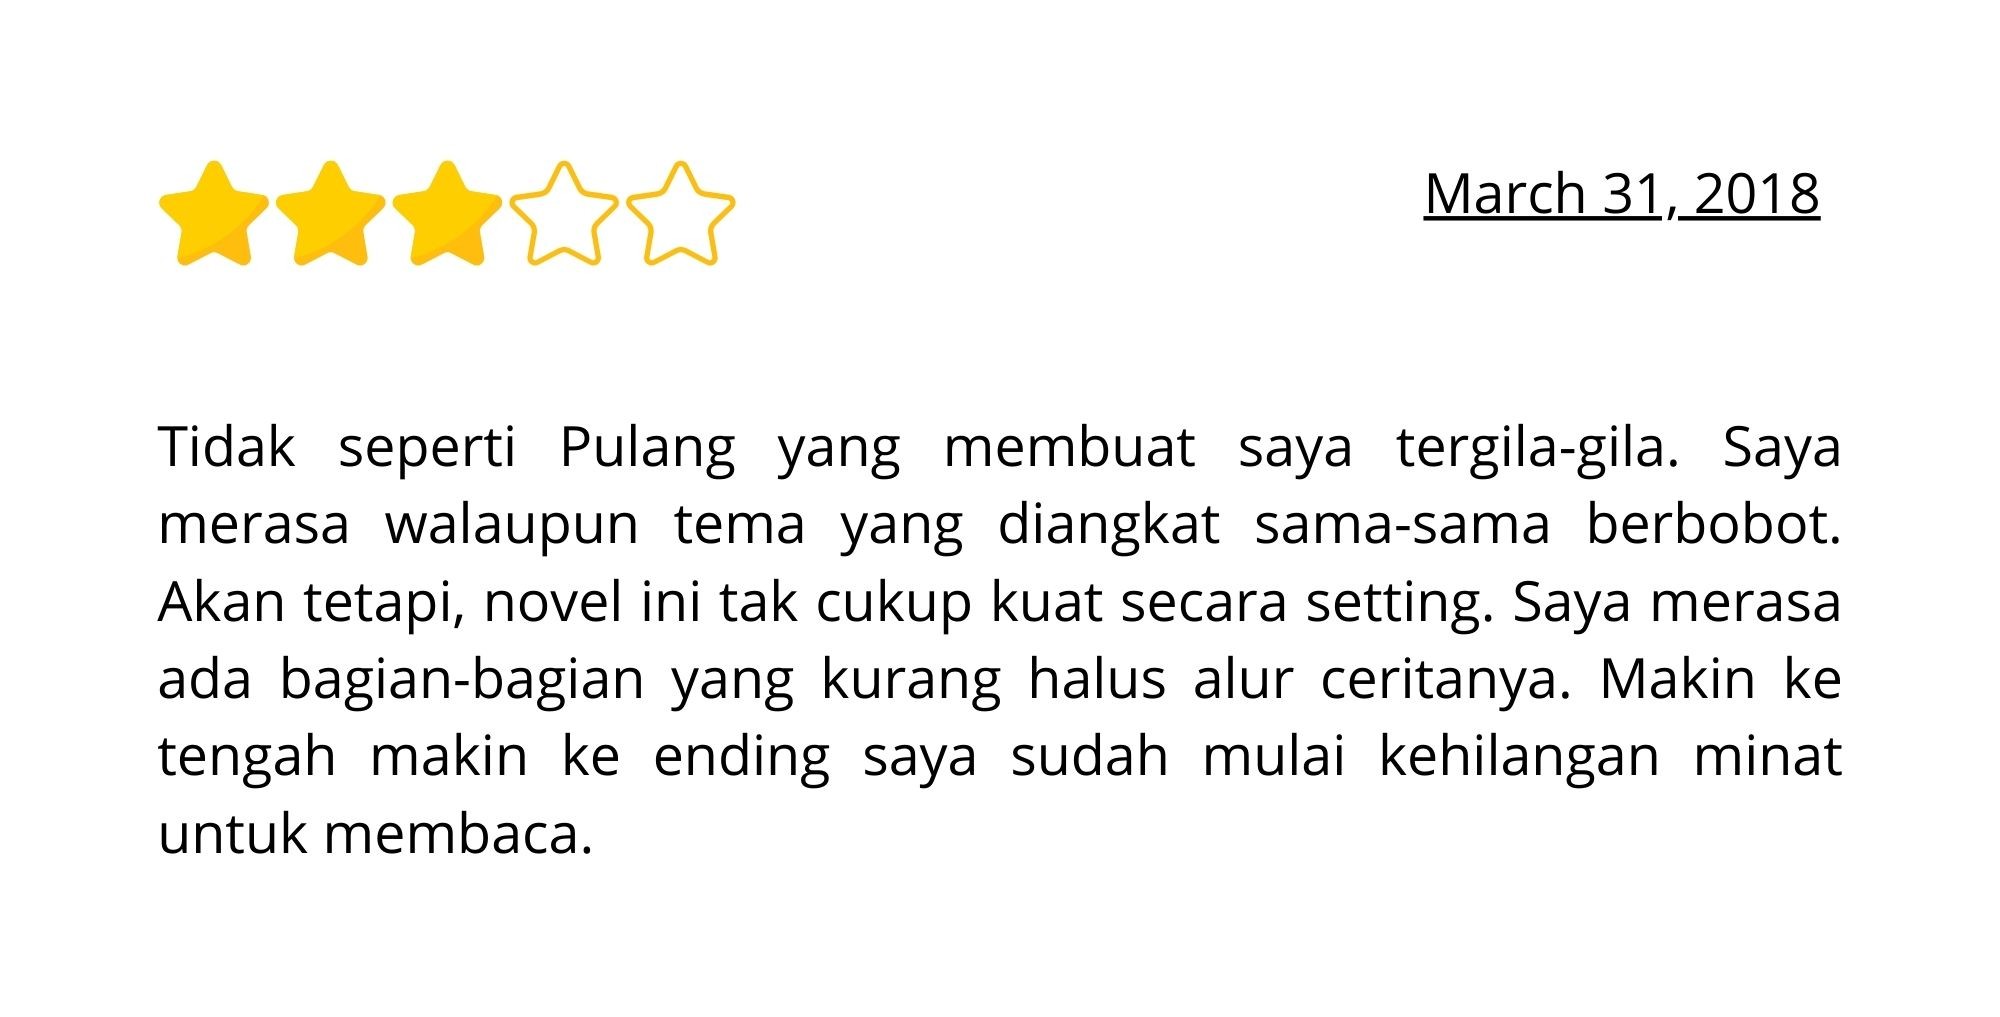 March 31, 2018
Tidak seperti Pulang yang membuat saya tergila-gila. Saya
merasa walaupun tema yang diangkat sama-sama berbobot.
Akan tetapi, novel ini tak cukup kuat secara setting. Saya merasa
ada bagian-bagian yang kurang halus alur ceritanya. Makin ke
tengah makin ke ending saya sudah mulai kehilangan minat
untuk membaca.